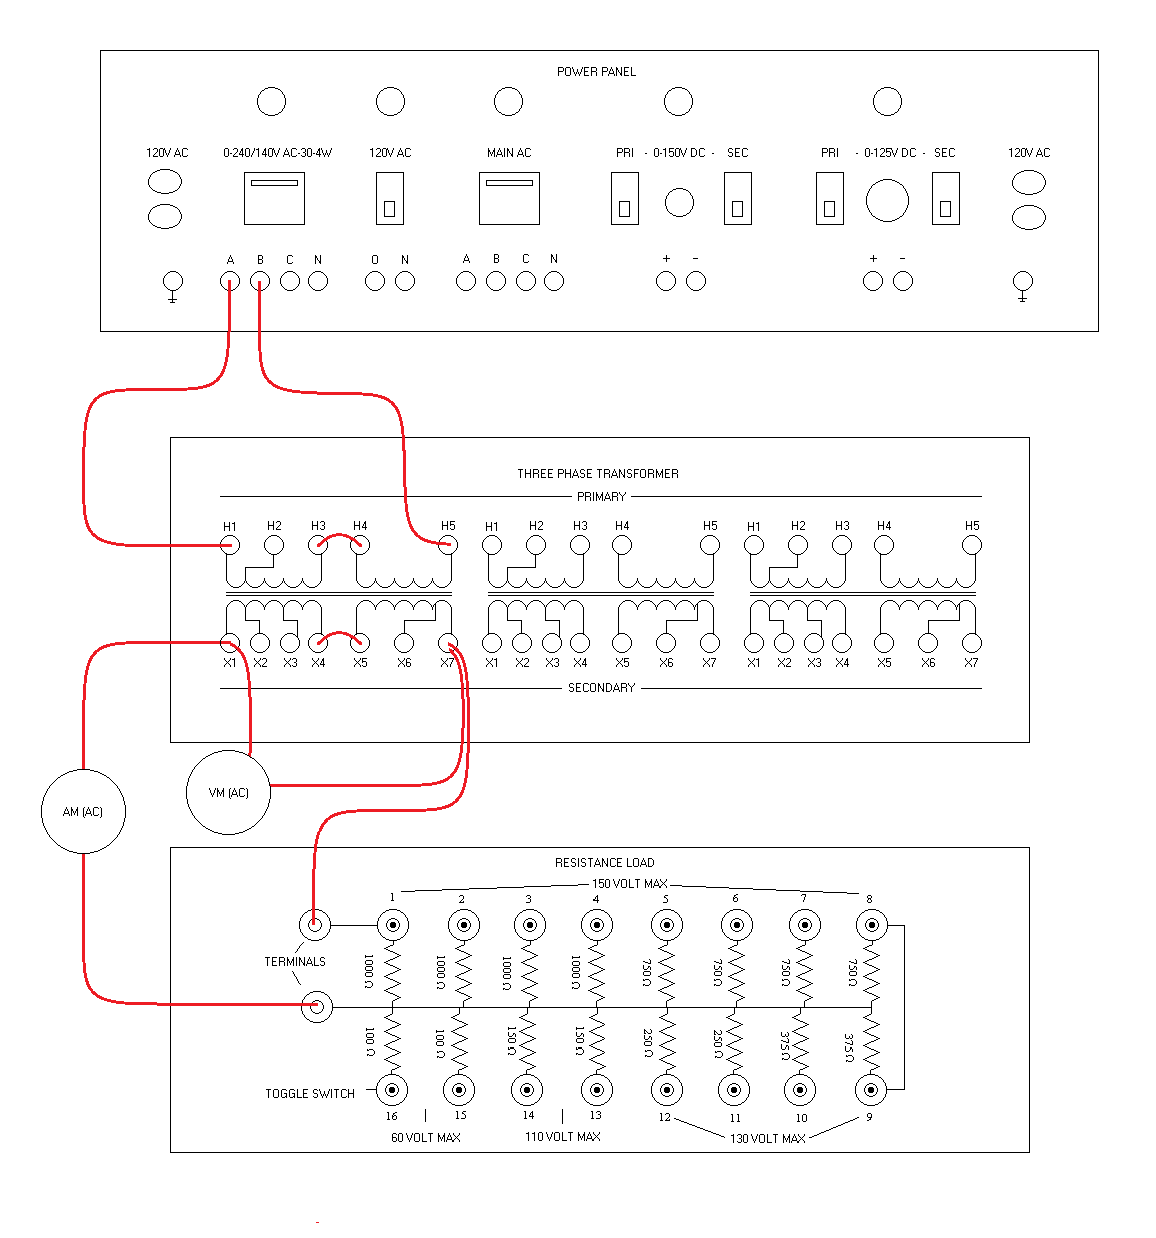 POWER PANEL
120V AC 0-240/140V AC-30-4W 120V AC MAIN AC PRI - 0-150V DC - SEC PRI - 0-125V DC - SEC 120V AC
A B C N O N A B C N + - + -
THREE PHASE TRANSFORMER
PRIMARY
H1 H2 H3 H4 H5 H1 H2 H3 H4 H5 H1 H2 H3 H4 H5
X1 X2 X3 X4 X5 X6 X7 X1 X2 X3 X4 X5 X6 X7 X1 X2 X3 X4 X5 X6 X7
SECONDARY
VM (AC)
AM (AC)
RESISTANCE LOAD
150 VOLT MAX
1 2 3 4 5 6 7 8
TERMINALS
1000 Ω 1000 Ω 1000 Ω 1000 Ω 750 Ω 750 Ω 750 Ω 750 Ω
100 Ω 100 Ω 150 Ω 150 Ω 250 Ω 250 Ω 375 Ω 375 Ω
TOGGLE SWITCH
16 15 14 13 12 11 10 9
60 VOLT MAX 110 VOLT MAX 130 VOLT MAX